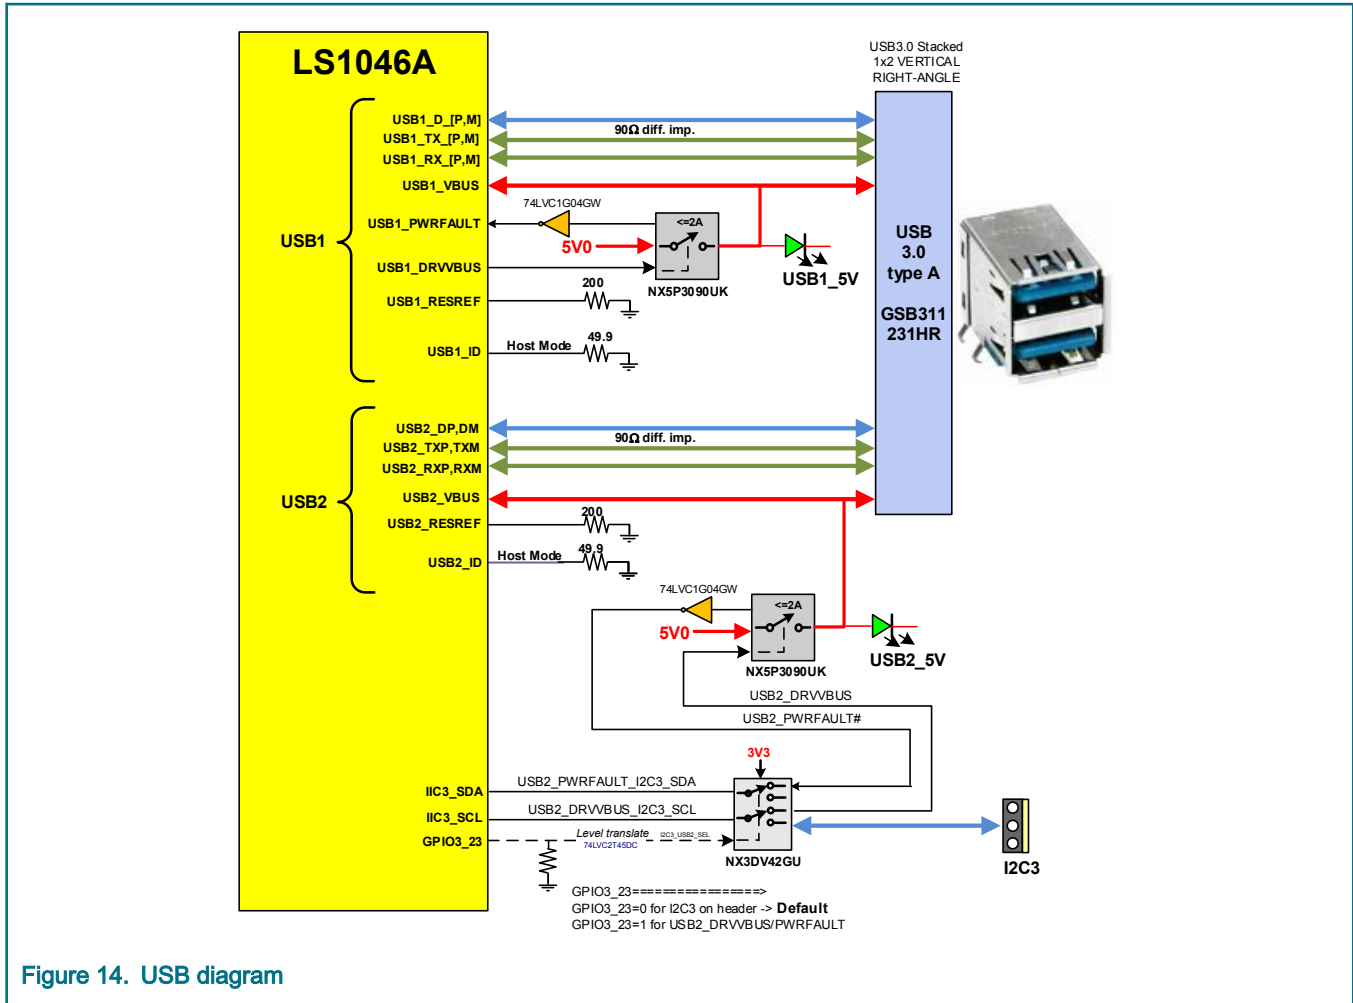 LS1046A
USB3.0 Stacked
1x2 VERTICAL
RIGHT-ANGLE
USB1_D_[P,M]
90Ω diff. imp.
USB1_TX_[P,M]
USB1_RX_[P,M]
USB1_VBUS
74LVC1G04GW
USB1_PWRFAULT
<=2A
USB1
5V0
USB1_DRVVBUS
USB1_5V
NX5P3090UK
USB
3.0
type A
GSB311
231HR
USB1_RESREF
200
USB1_ID
Host Mode
49.9
USB2_DP,DM
90Ω diff. imp.
USB2_TXP,TXM
USB2_RXP,RXM
USB2
USB2_VBUS
USB2_RESREF
200
USB2_ID
Host Mode
49.9
74LVC1G04GW
<=2A
5V0
USB2_5V
NX5P3090UK
USB2_DRVVBUS
USB2_PWRFAULT#
3V3
IIC3_SDA
USB2_PWRFAULT_I2C3_SDA
IIC3_SCL
USB2_DRVVBUS_I2C3_SCL
GPIO3_23
Level translate
I2C3_USB2_SEL
74LVC2T45DC
NX3DV42GU
I2C3
GPIO3_23=================>
GPIO3_23=0 for I2C3 on header -> Default
GPIO3_23=1 for USB2_DRVVBUS/PWRFAULT
Figure 14. USB diagram